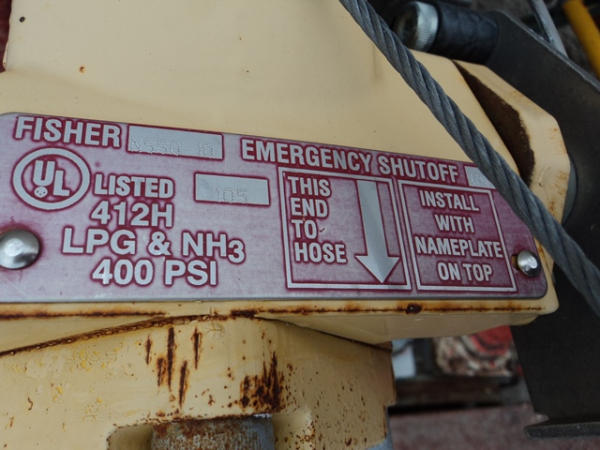 FISHER
EMERGENCY SHUTOFF
UL LISTED
105
412H
LPG & NH3
400 PSI
THIS
END
TO
HOSE
INSTALL
WITH
NAMEPLATE
ON TOP